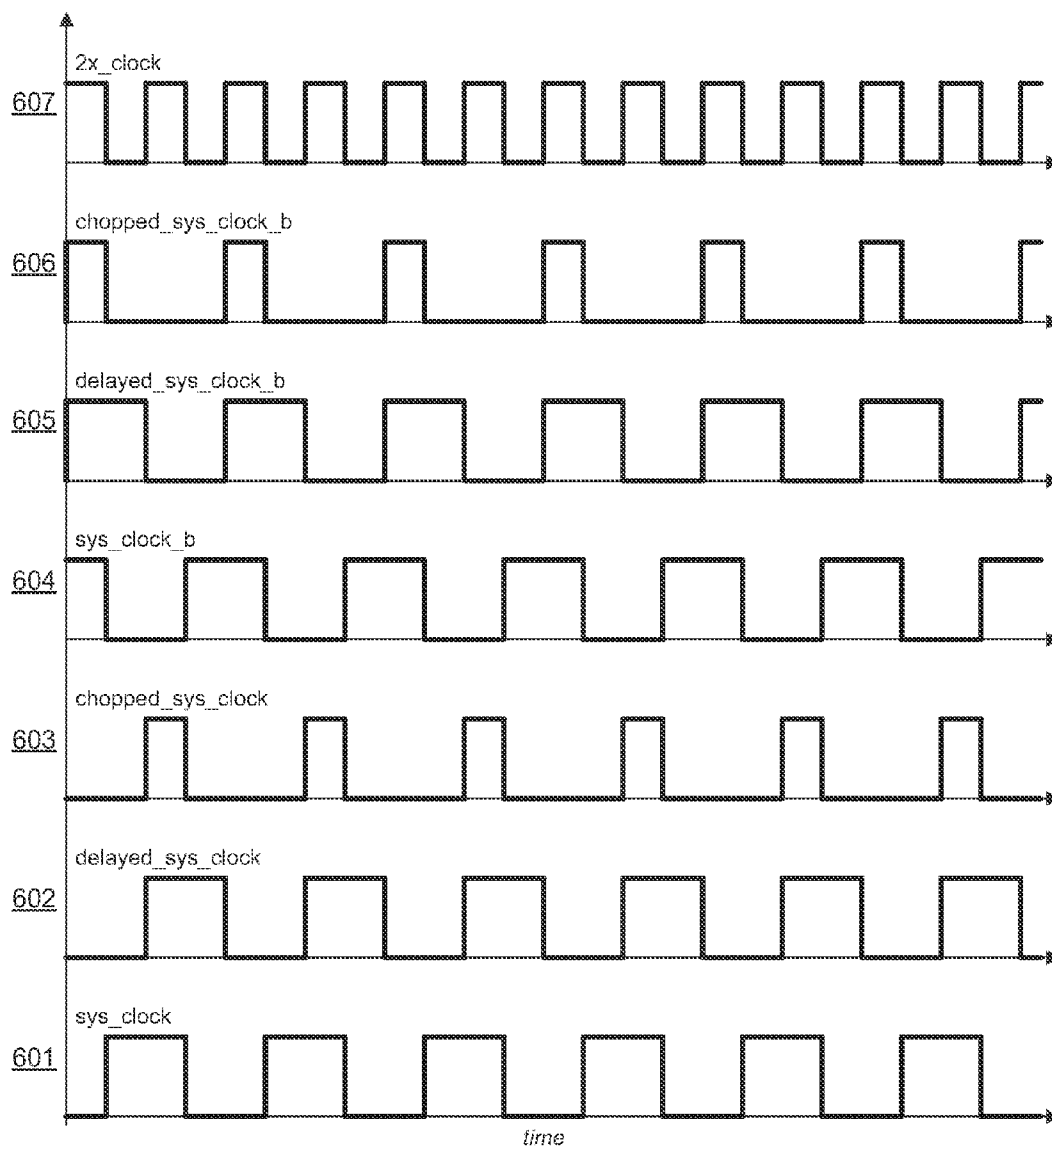 2x_clock
607
chopped_sys_clock_b
606
delayed_sys_clock_b
605
sys_clock_b
604
chopped_sys_clock
603
delayed_sys_clock
602
sys_clock
601
time